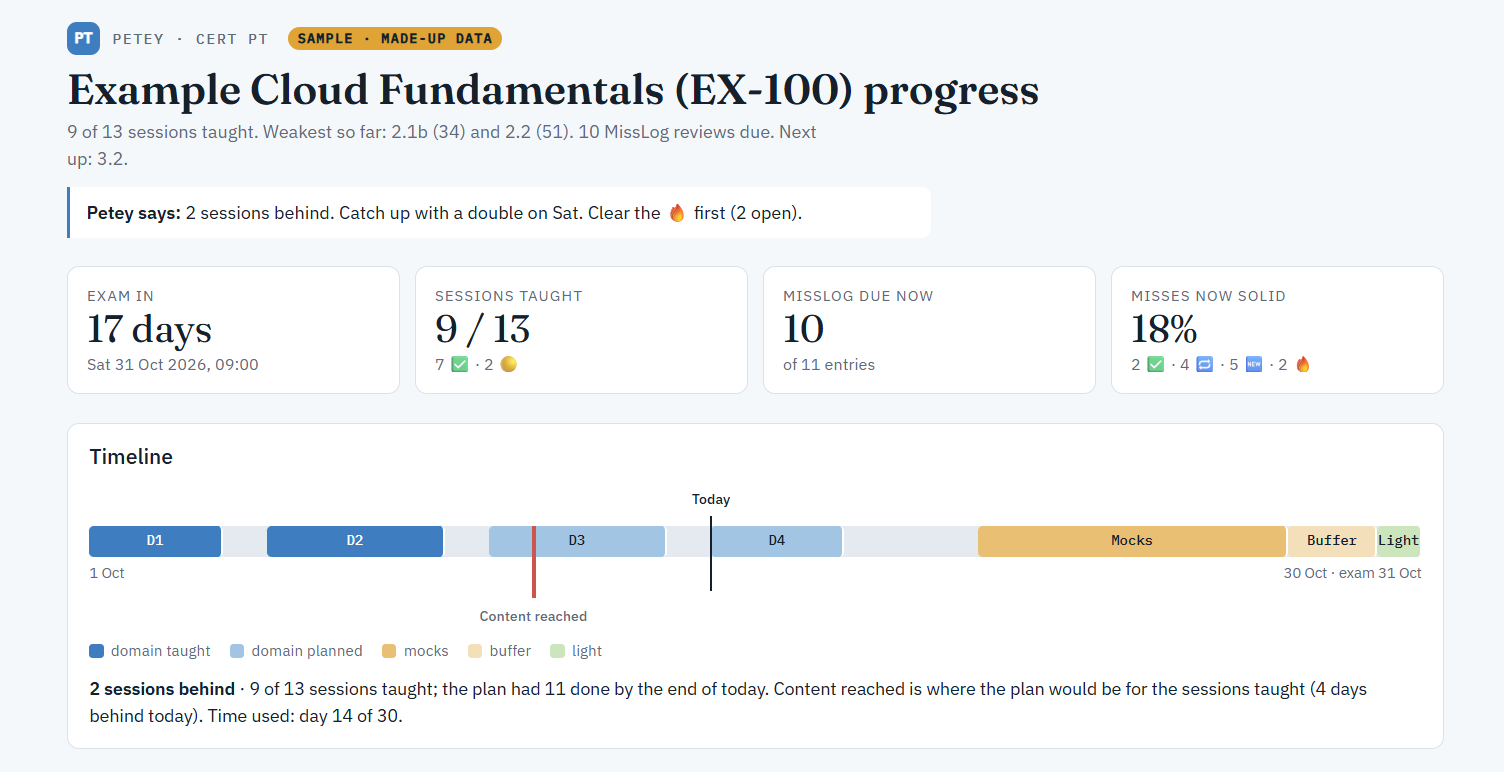 PT PETEY · CERT PT SAMPLE · MADE-UP DATA
Example Cloud Fundamentals (EX-100) progress
9 of 13 sessions taught. Weakest so far: 2.1b (34) and 2.2 (51). 10 MissLog reviews due. Next
up: 3.2.
Petey says: 2 sessions behind. Catch up with a double on Sat. Clear the 🔥 first (2 open).
EXAM IN
17 days
Sat 31 Oct 2026, 09:00
SESSIONS TAUGHT
9 / 13
7 ✅ · 2 🟡
MISSLOG DUE NOW
10
of 11 entries
MISSES NOW SOLID
18%
2 ✅ · 4 🔁 · 5 🆕 · 2 🔥
Timeline
Today
D1 D2 D3 D4 Mocks Buffer Light
1 Oct 30 Oct · exam 31 Oct
Content reached
domain taught domain planned mocks buffer light
2 sessions behind · 9 of 13 sessions taught; the plan had 11 done by the end of today. Content reached is where the plan would be for the sessions taught (4 days
behind today). Time used: day 14 of 30.